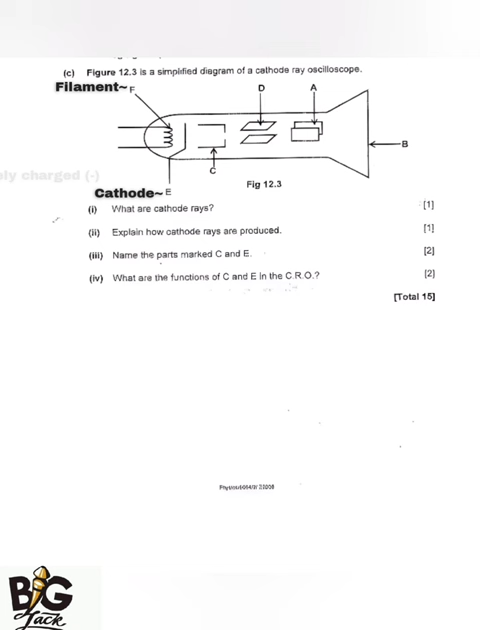 (c) Figure 12.3 is a simplified diagram of a cathode ray oscilloscope.
Filament~ F
D
A
B
ely charged (-)
C
Cathode~ E
Fig 12.3
(i) What are cathode rays? [1]
(ii) Explain how cathode rays are produced. [1]
(iii) Name the parts marked C and E. [2]
(iv) What are the functions of C and E in the C.R.O.? [2]
[Total 15]
BiG
Jack